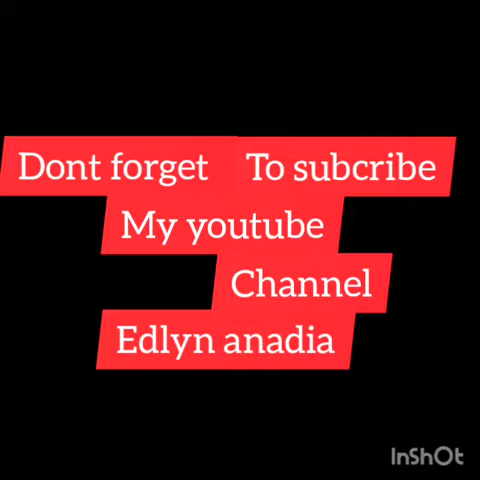 Dont forget To subcribe
My youtube
Channel
Edlyn anadia
InShOt